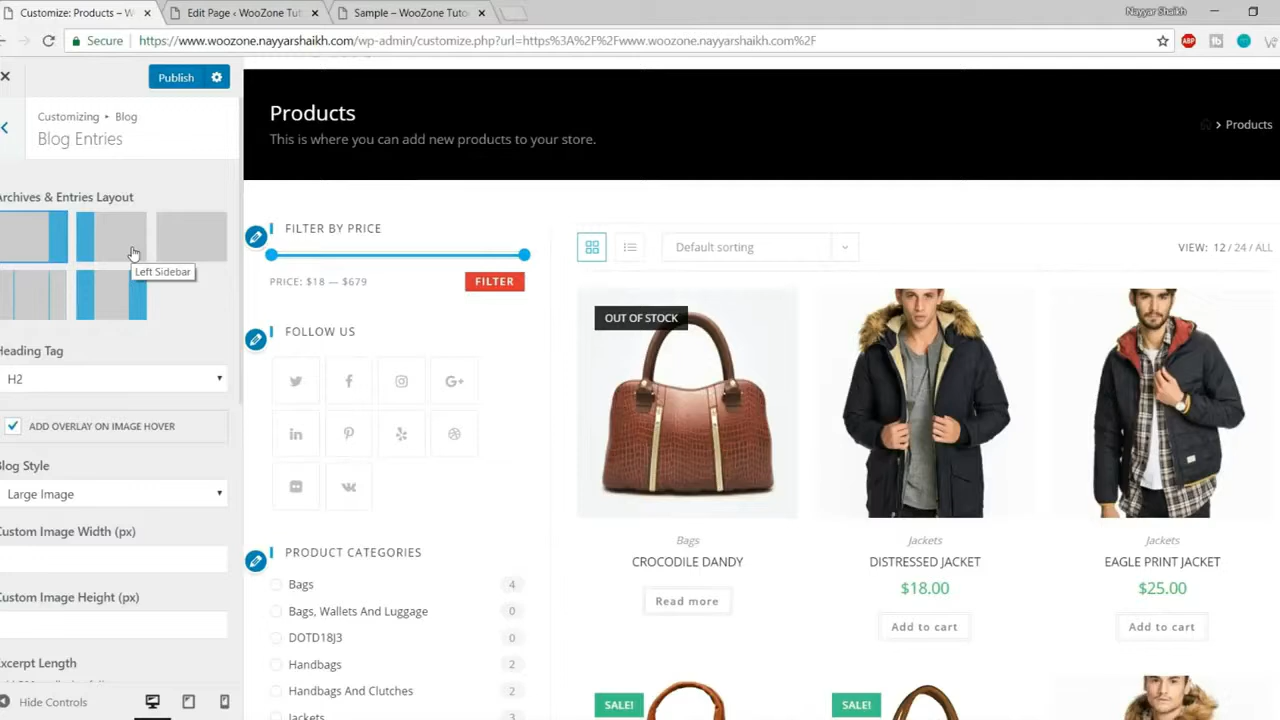 Customize: Products – W
Edit Page ‹ WooZone Tut
Sample – WooZone Tuto
Nayyar Shaikh
Secure
https://www.woozone.nayyarshaikh.com/wp-admin/customize.php?url=https%3A%2F%2Fwww.woozone.nayyarshaikh.com%2F
ABP
Publish
Customizing • Blog
Blog Entries
Archives & Entries Layout
Left Sidebar
Heading Tag
H2
ADD OVERLAY ON IMAGE HOVER
Blog Style
Large Image
Custom Image Width (px)
Custom Image Height (px)
Excerpt Length
Hide Controls
Products
This is where you can add new products to your store.
> Products
FILTER BY PRICE
PRICE: $18 — $679
FILTER
FOLLOW US
PRODUCT CATEGORIES
Bags 4
Bags, Wallets And Luggage 0
DOTD18J3 0
Handbags 2
Handbags And Clutches 2
Jackets 3
Default sorting
VIEW: 12 / 24 / ALL
OUT OF STOCK
Bags
CROCODILE DANDY
Read more
Jackets
DISTRESSED JACKET
$18.00
Add to cart
Jackets
EAGLE PRINT JACKET
$25.00
Add to cart
SALE!
SALE!